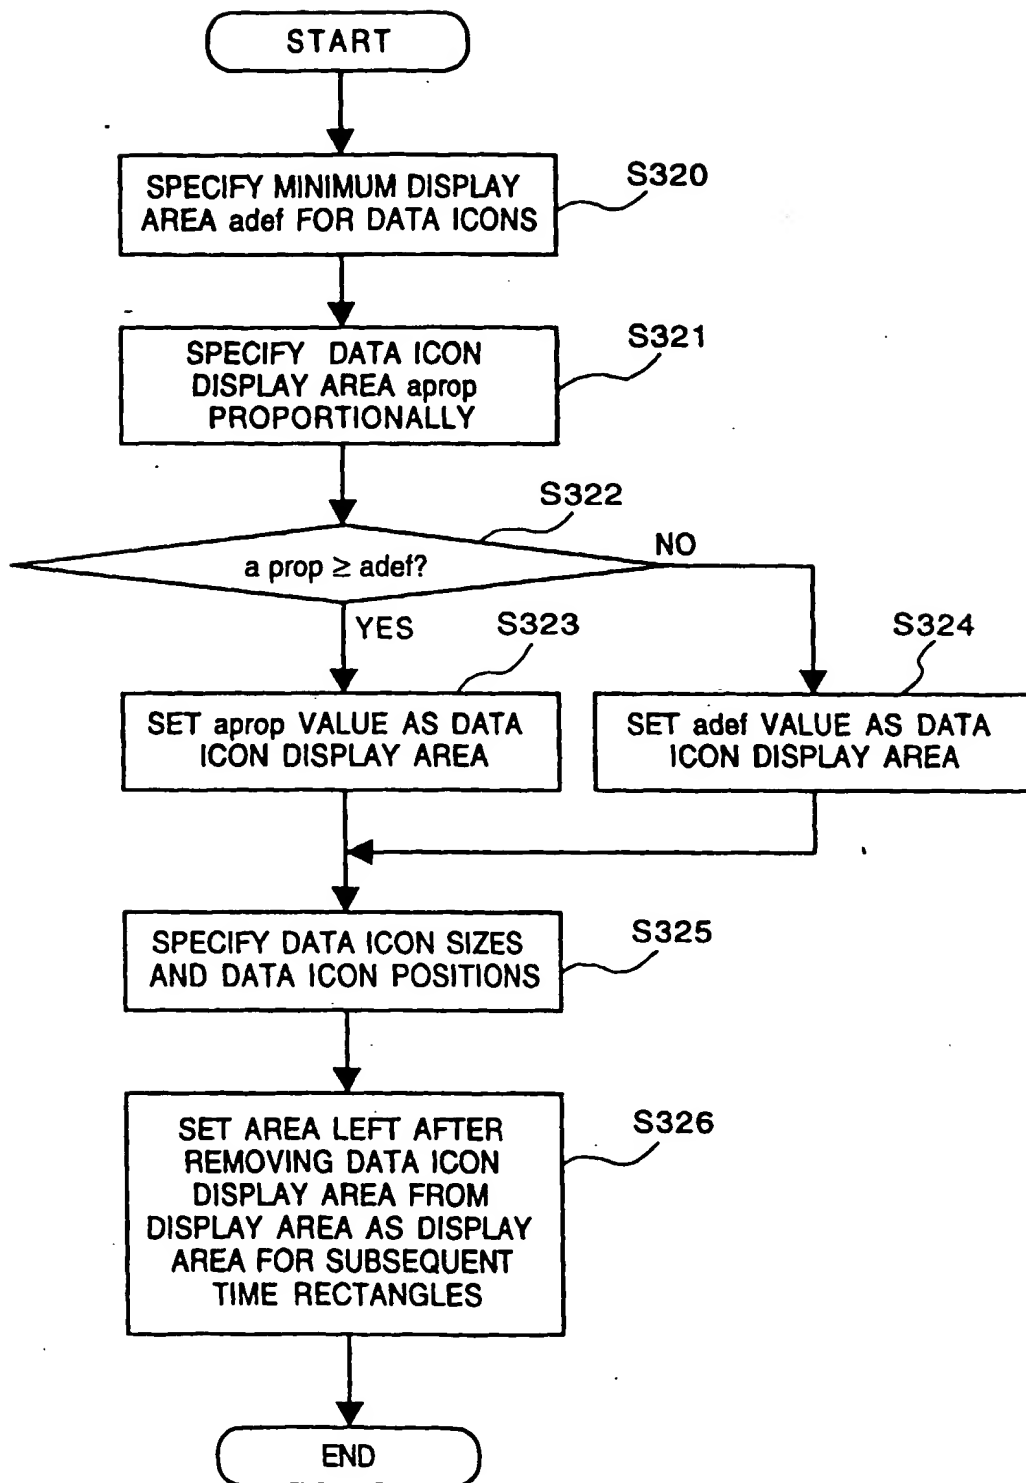 START
SPECIFY MINIMUM DISPLAY
AREA adef FOR DATA ICONS
S320
SPECIFY DATA ICON
DISPLAY AREA aprop
PROPORTIONALLY
S321
S322
a prop ≥ adef?
NO
YES
S323
S324
SET aprop VALUE AS DATA
ICON DISPLAY AREA
SET adef VALUE AS DATA
ICON DISPLAY AREA
SPECIFY DATA ICON SIZES
AND DATA ICON POSITIONS
S325
SET AREA LEFT AFTER
REMOVING DATA ICON
DISPLAY AREA FROM
DISPLAY AREA AS DISPLAY
AREA FOR SUBSEQUENT
TIME RECTANGLES
S326
END